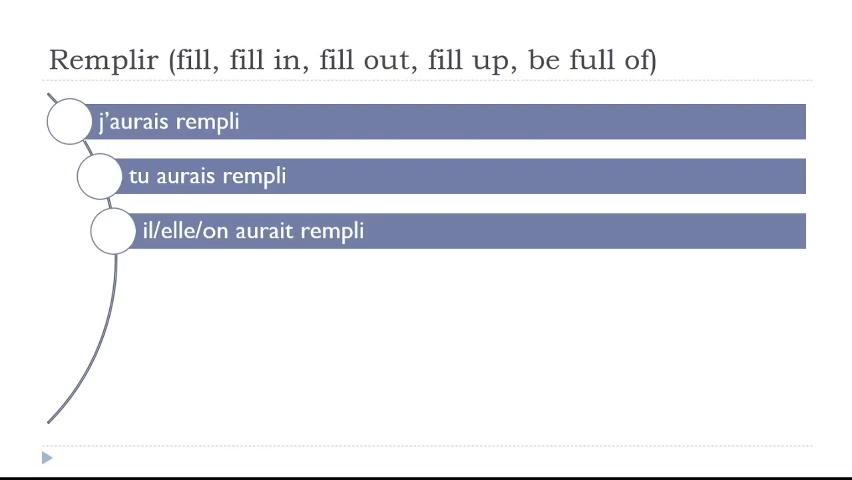 Remplir (fill, fill in, fill out, fill up, be full of)
j’aurais rempli
tu aurais rempli
il/elle/on aurait rempli